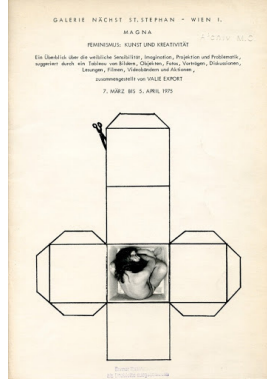 GALERIE NÄCHST ST. STEPHAN - WIEN 1.
MAGNA
FEMINISMUS: KUNST UND KREATIVITÄT
Ein Überblick über die weibliche Sensibilität, Imagination, Projektion und Problematik,
suggeriert durch ein Tableau von Bildern, Objekten, Fotos, Vorträgen, Diskussionen,
Lesungen, Filmen, Videobändern und Aktionen,
zusammengestellt von VALIE EXPORT
7. MÄRZ BIS 5. APRIL 1975